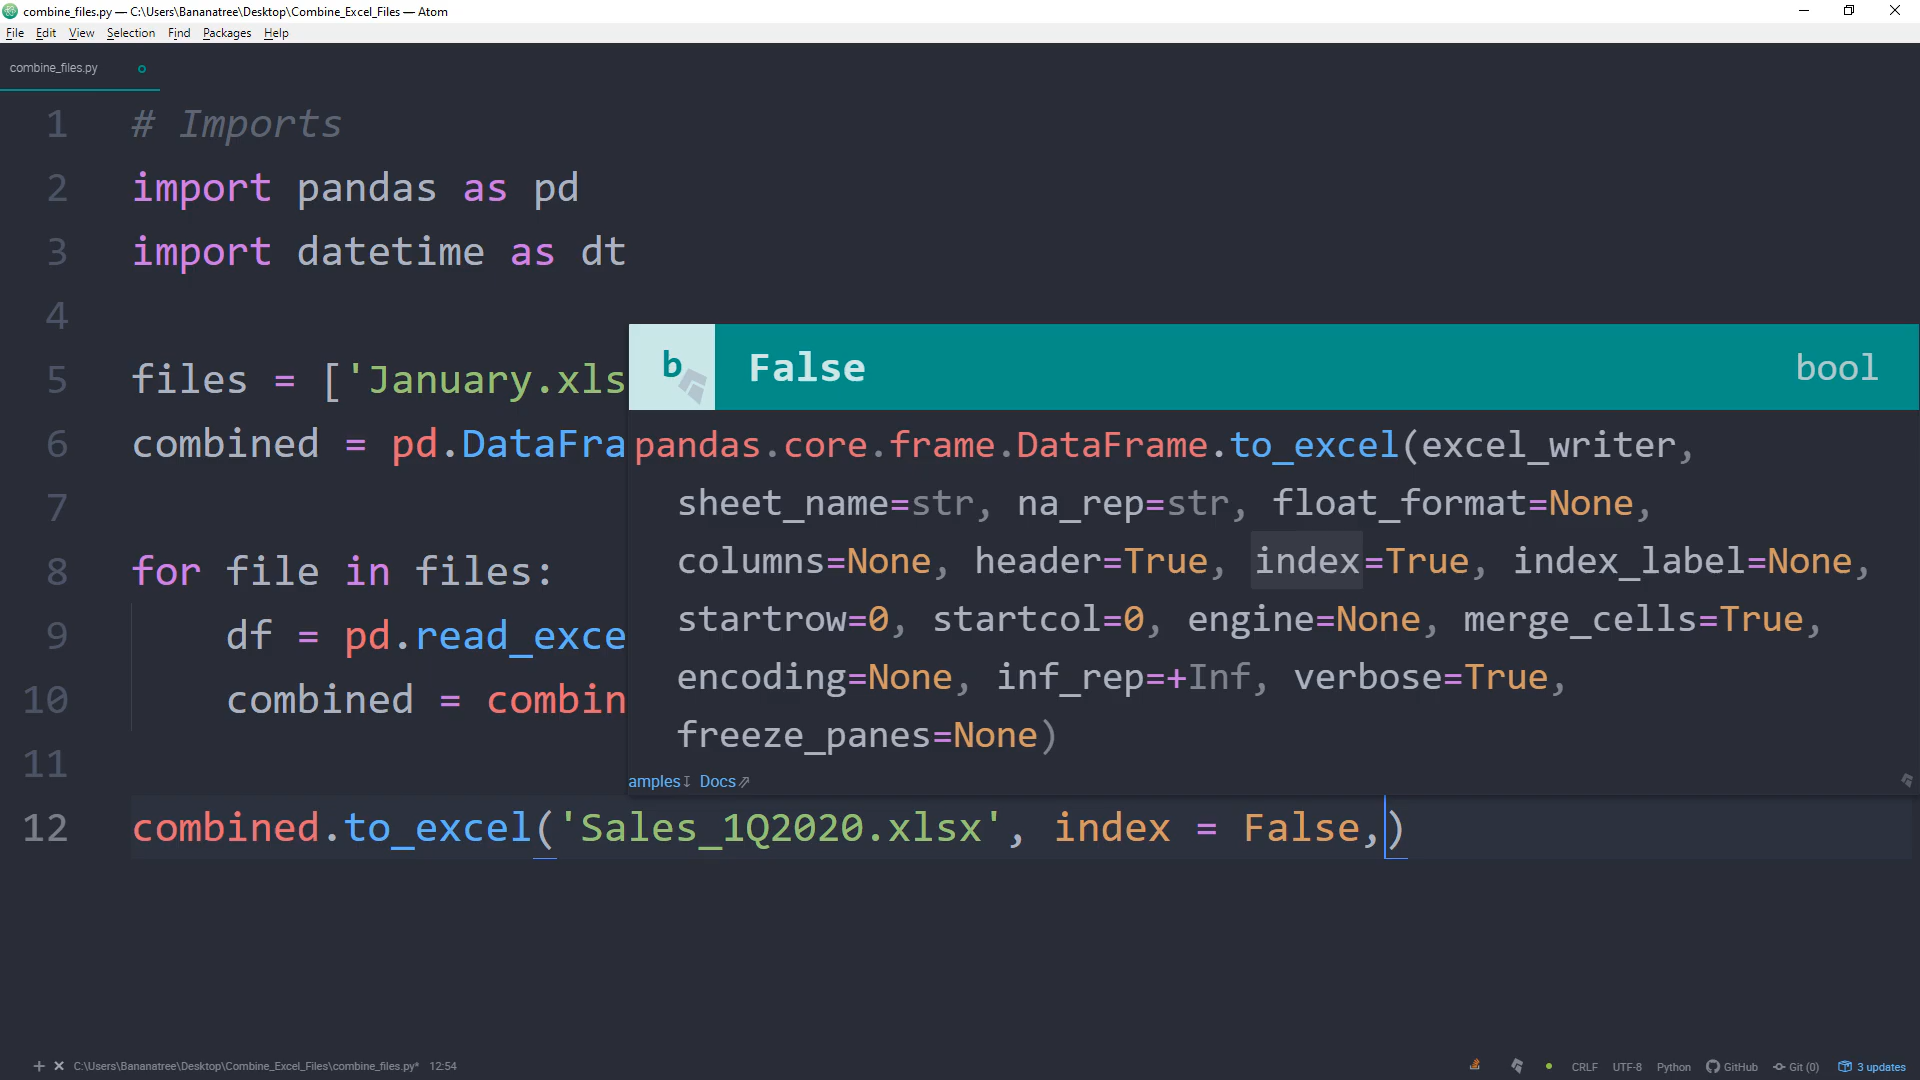 combine_files.py — C:\Users\Bananatree\Desktop\Combine_Excel_Files — Atom
File Edit View Selection Find Packages Help
combine_files.py
1 # Imports
2 import pandas as pd
3 import datetime as dt
4
5 files = ['January.xls
6 combined = pd.DataFra
7
8 for file in files:
9 df = pd.read_exce
10 combined = combin
11
12 combined.to_excel('Sales_1Q2020.xlsx', index = False,)
b False bool
pandas.core.frame.DataFrame.to_excel(excel_writer,
sheet_name=str, na_rep=str, float_format=None,
columns=None, header=True, index=True, index_label=None,
startrow=0, startcol=0, engine=None, merge_cells=True,
encoding=None, inf_rep=+Inf, verbose=True,
freeze_panes=None)
amples Docs
C:\Users\Bananatree\Desktop\Combine_Excel_Files\combine_files.py* 12:54
CRLF UTF-8 Python GitHub Git (0) 3 updates